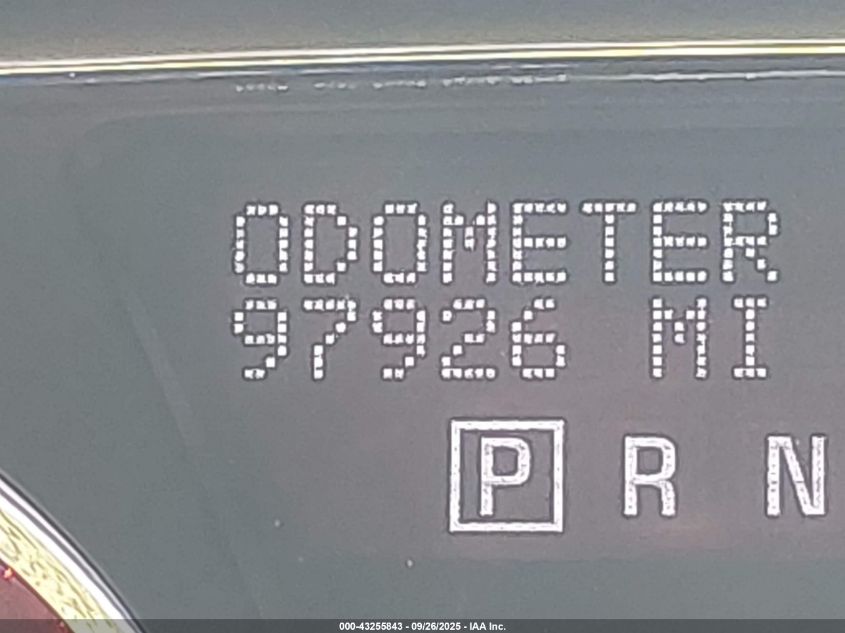 ODOMETER
97926 MI
P R N
000-43255843 - 09/26/2025 - IAA Inc.